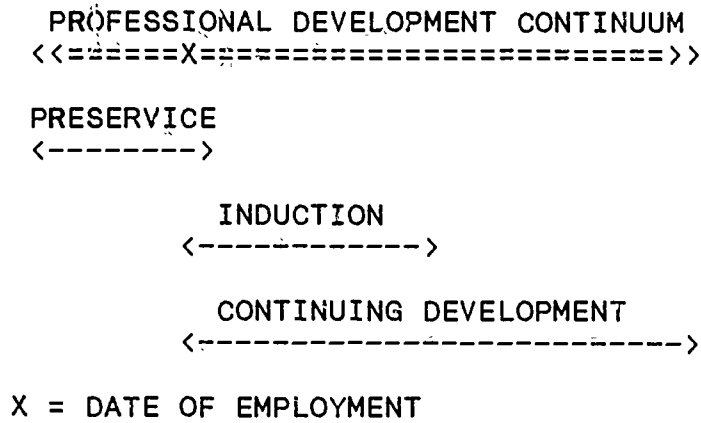 PROFESSIONAL DEVELOPMENT CONTINUUM
<<======X==========================>>
PRESERVICE
<-------->
INDUCTION
<------------>
CONTINUING DEVELOPMENT
<--------------------------->
X = DATE OF EMPLOYMENT